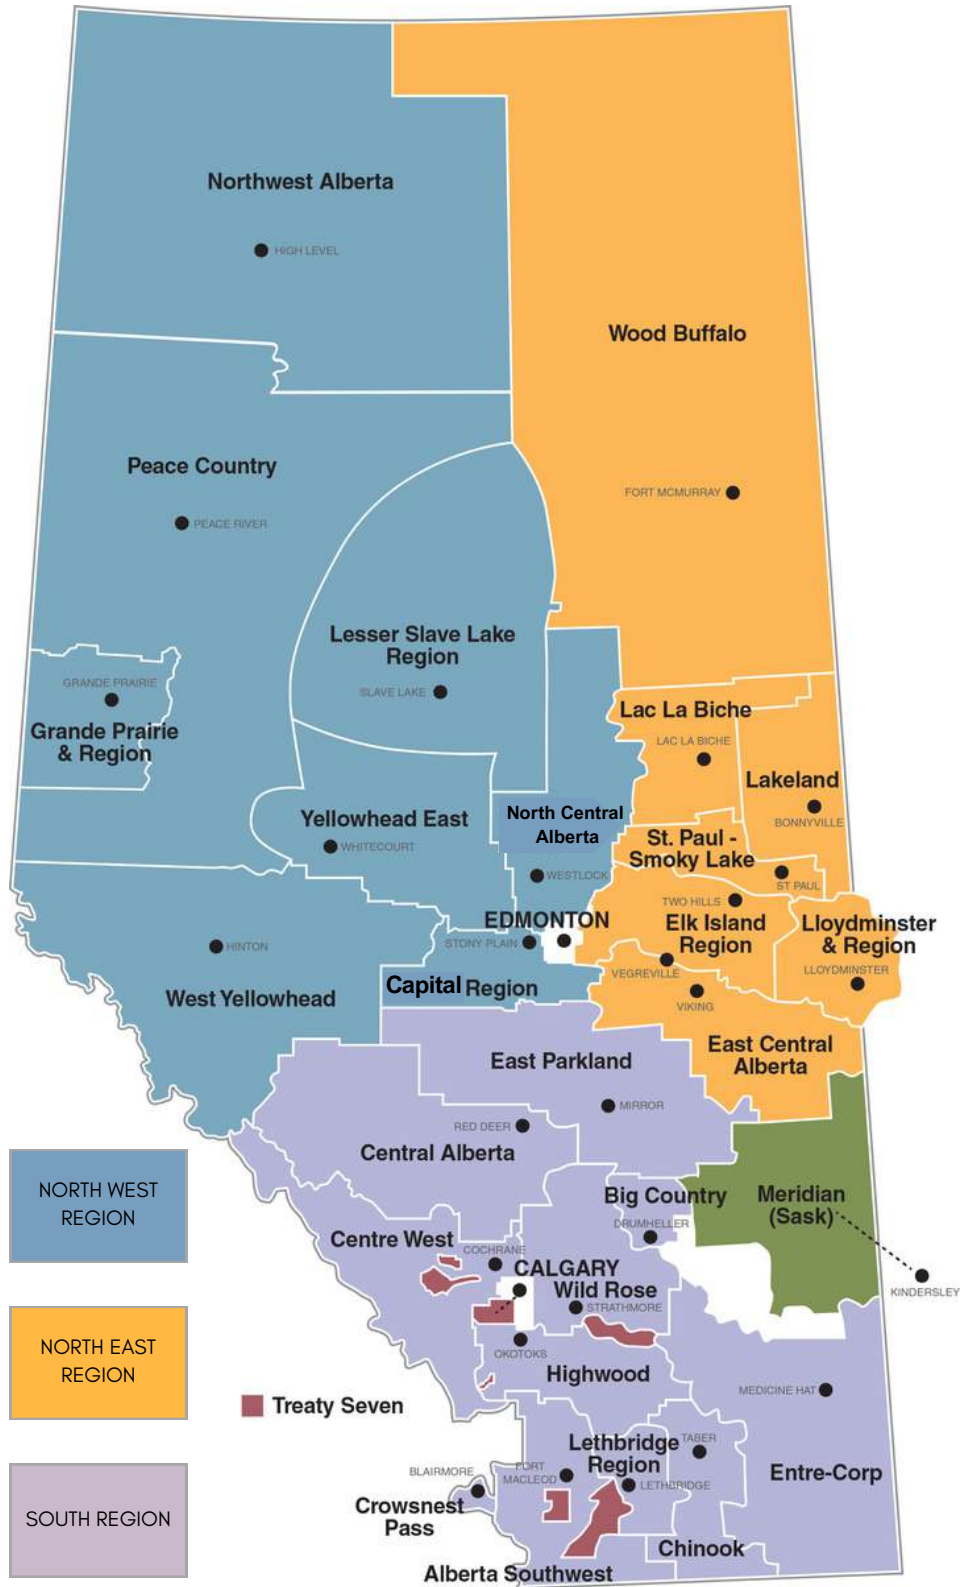 Northwest Alberta
HIGH LEVEL
Wood Buffalo
Peace Country
FORT MCMURRAY
PEACE RIVER
Lesser Slave Lake
Region
SLAVE LAKE
GRANDE PRAIRIE
Grande Prairie
& Region
Lac La Biche
LAC LA BICHE
Lakeland
BONNYVILLE
Yellowhead East
WHITECOURT
North Central
Alberta
WESTLOCK
St. Paul -
Smoky Lake
ST PAUL
TWO HILLS
Elk Island
Region
VEGREVILLE
VIKING
Lloydminster
& Region
LLOYDMINSTER
EDMONTON
STONY PLAIN
Capital Region
HINTON
West Yellowhead
East Central
Alberta
East Parkland
MIRROR
RED DEER
Central Alberta
NORTH WEST
REGION
Big Country
DRUMHELLER
Meridian
(Sask)
KINDERSLEY
Centre West
COCHRANE
CALGARY
Wild Rose
STRATHMORE
OKOTOKS
Highwood
NORTH EAST
REGION
Treaty Seven
MEDICINE HAT
Lethbridge
Region
TABER
LETHBRIDGE
FORT
MACLEOD
BLAIRMORE
Crowsnest
Pass
Entre-Corp
SOUTH REGION
Chinook
Alberta Southwest